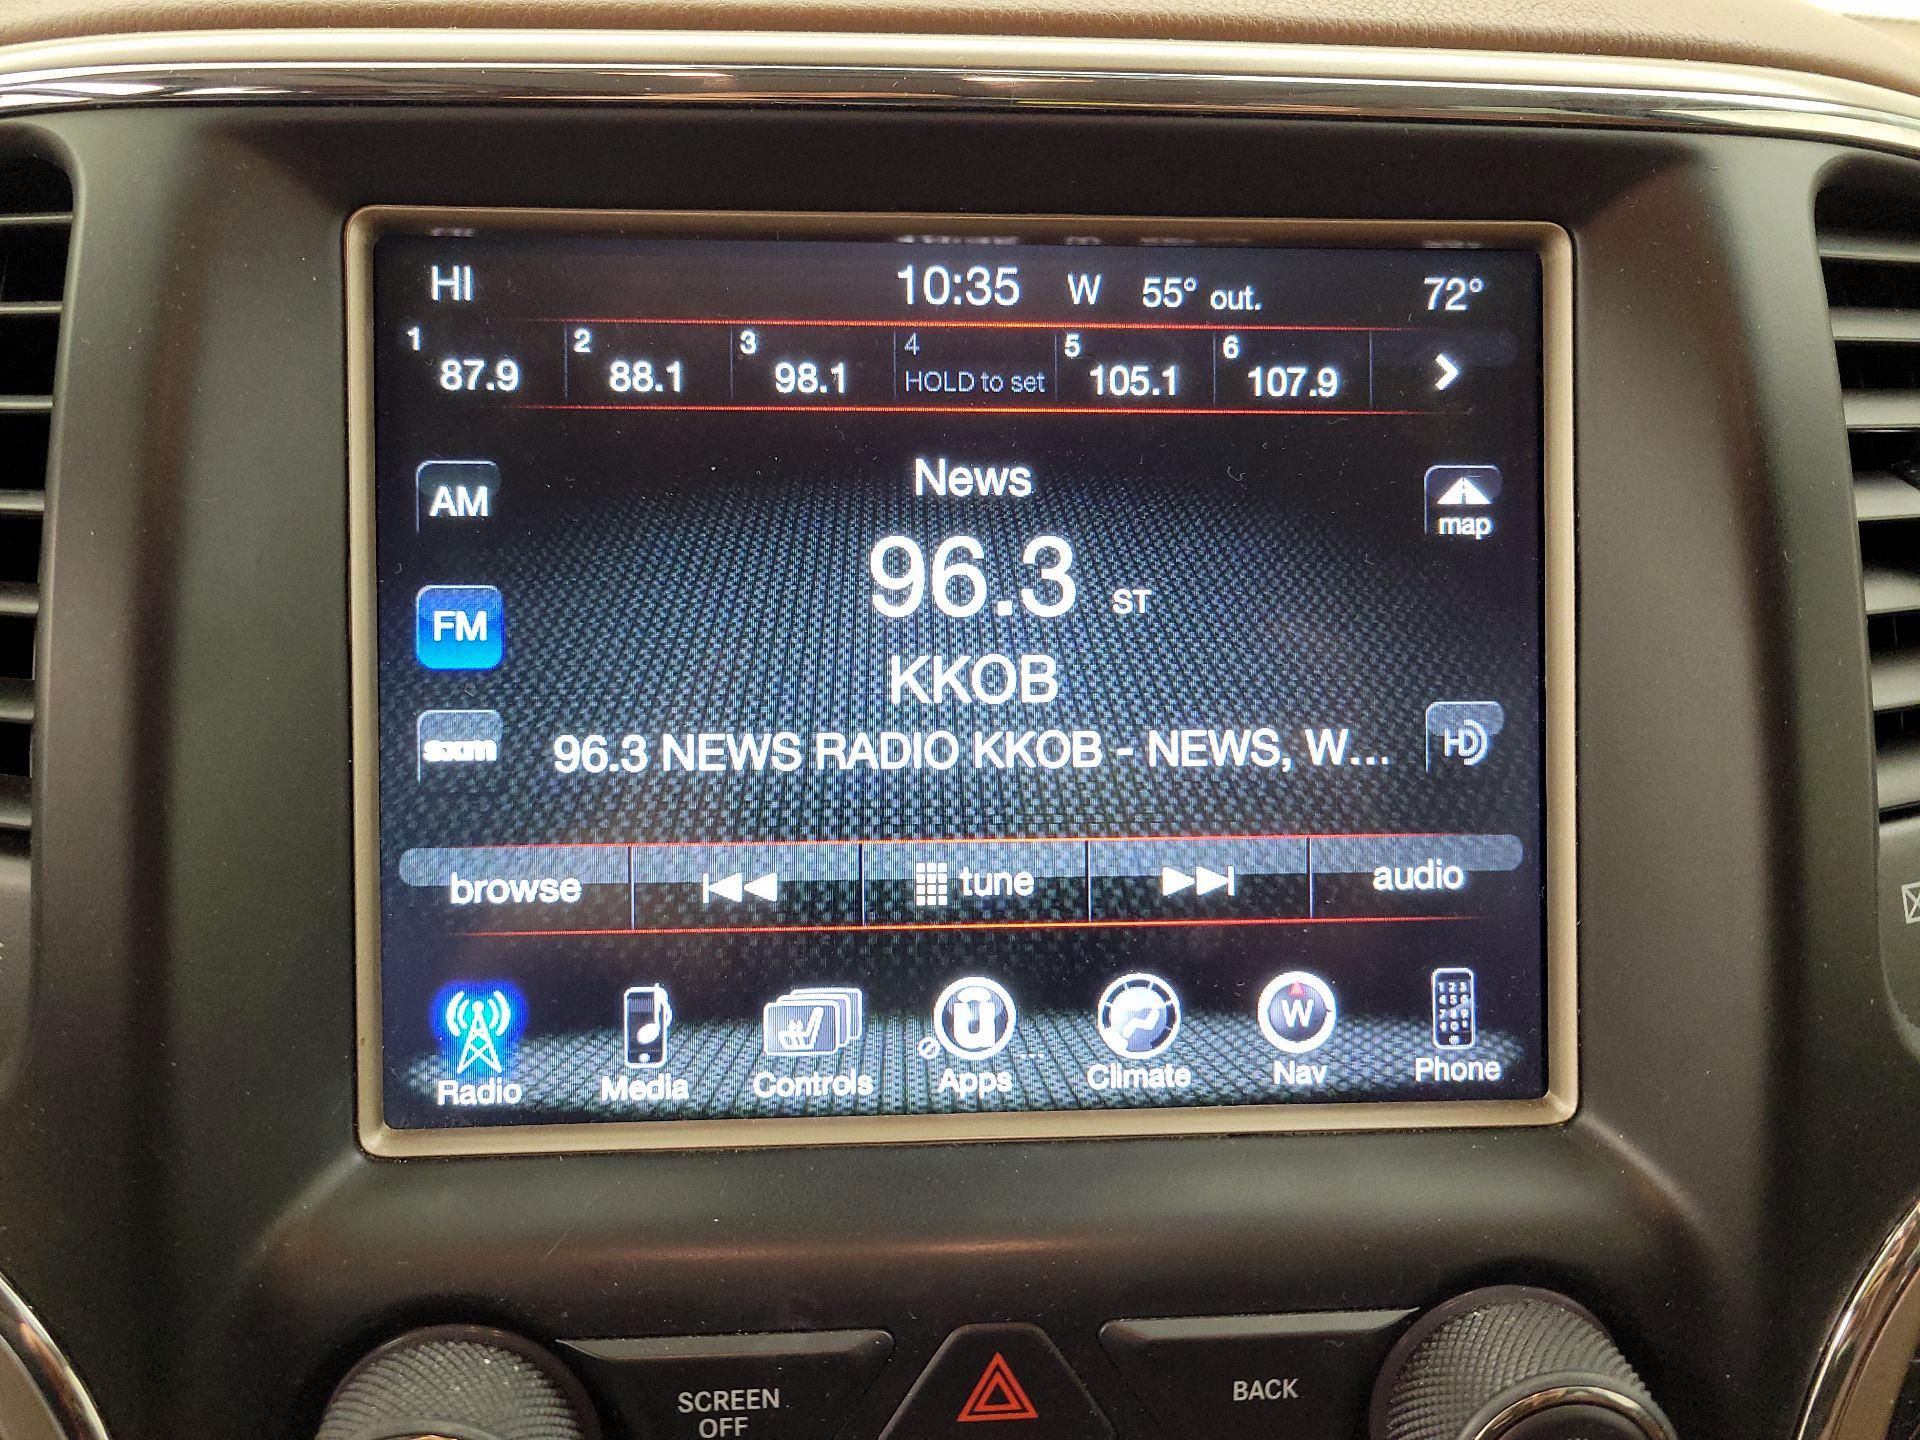 HI 10:35 W 55° out. 72°
1 2 3 4 5 6
87.9 88.1 98.1 HOLD to set 105.1 107.9
News
AM
map
96.3 ST
FM
KKOB
sxm
96.3 NEWS RADIO KKOB - NEWS, W...
HD
browse tune audio
W
Radio Media Controls Apps Climate Nav Phone
SCREEN
OFF
BACK